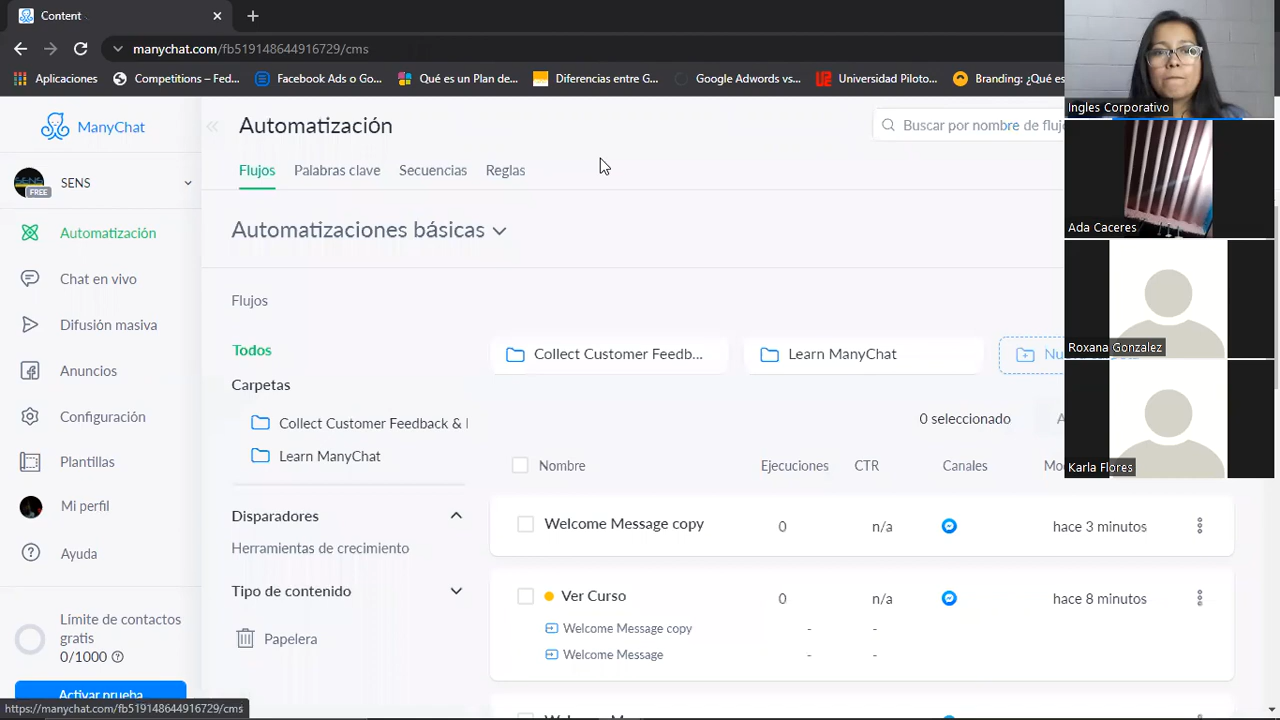 Content
manychat.com/fb519148644916729/cms
Aplicaciones
Competitions – Fed...
Facebook Ads o Go...
Qué es un Plan de...
Diferencias entre G...
Google Adwords vs...
Universidad Piloto...
Branding: ¿Qué es
ManyChat
Automatización
Buscar por nombre de flujo
SENS
FREE
Flujos
Palabras clave
Secuencias
Reglas
Automatización
Chat en vivo
Difusión masiva
Anuncios
Configuración
Plantillas
Mi perfil
Ayuda
Límite de contactos
gratis
0/1000
Activar prueba
Automatizaciones básicas
Flujos
Todos
Carpetas
Collect Customer Feedback &
Learn ManyChat
Disparadores
Herramientas de crecimiento
Tipo de contenido
Papelera
Collect Customer Feedb...
Learn ManyChat
0 seleccionado
Nombre
Ejecuciones
CTR
Canales
Welcome Message copy
0
n/a
hace 3 minutos
Ver Curso
0
n/a
hace 8 minutos
Welcome Message copy
-
-
Welcome Message
-
-
Ingles Corporativo
Ada Caceres
Roxana Gonzalez
Karla Flores
https://manychat.com/fb519148644916729/cms